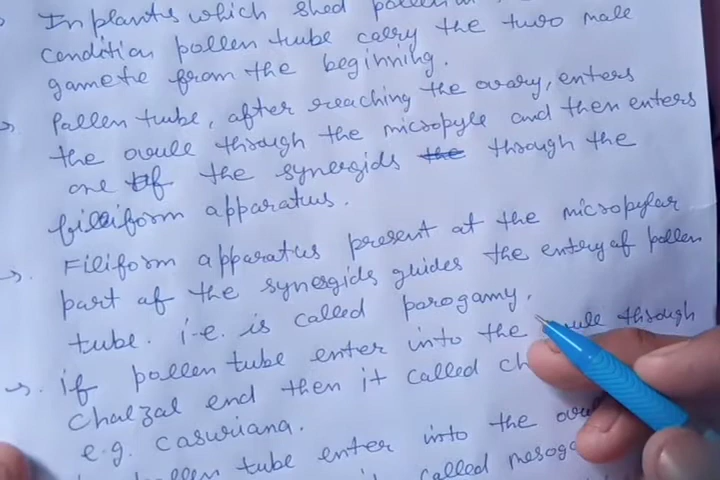 In plants which shed pollen
condition pollen tube carry the two male
gamete from the beginning.
Pollen tube, after reaching the ovary, enters
the ovule through the micropyle and then enters
one of the synergids the through the
filiform apparatus.
Filiform apparatus present at the micropylar
part of the synergids guides the entry of pollen
tube. i.e. is called porogamy.
if pollen tube enter into the through
Chalzal end then it called
e.g. Casuriana.
tube enter into the
called